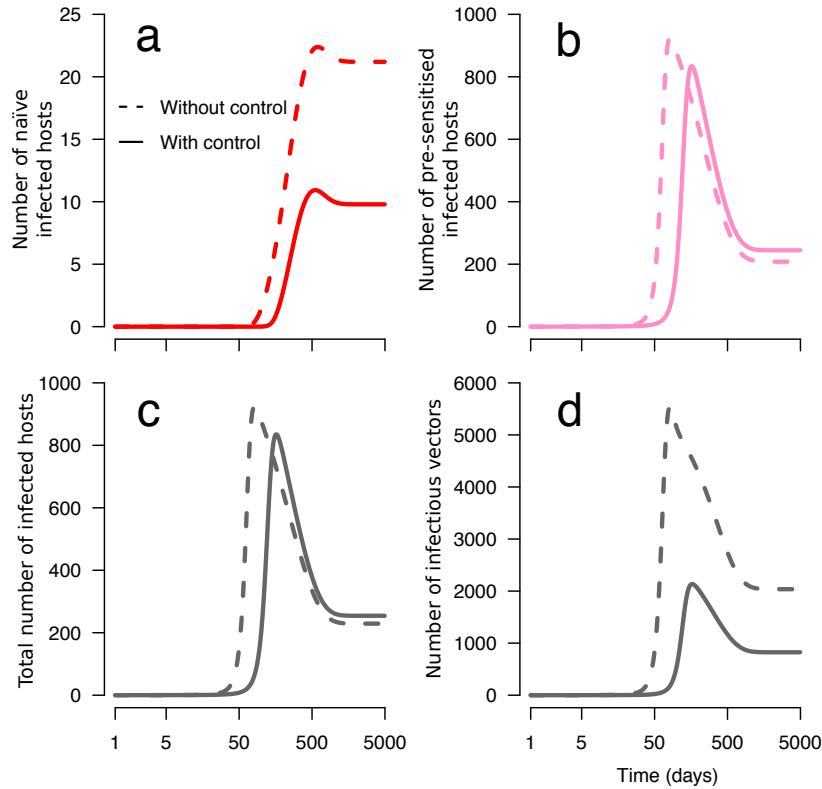 a
Number of naïve
infected hosts
25
20
15
10
5
0
Without control
With control
b
Number of pre-sensitised
infected hosts
1000
800
600
400
200
0
c
Total number of infected hosts
1000
800
600
400
200
0
1
5
50
500
5000
d
Number of infectious vectors
6000
5000
4000
3000
2000
1000
0
1
5
50
500
5000
Time (days)